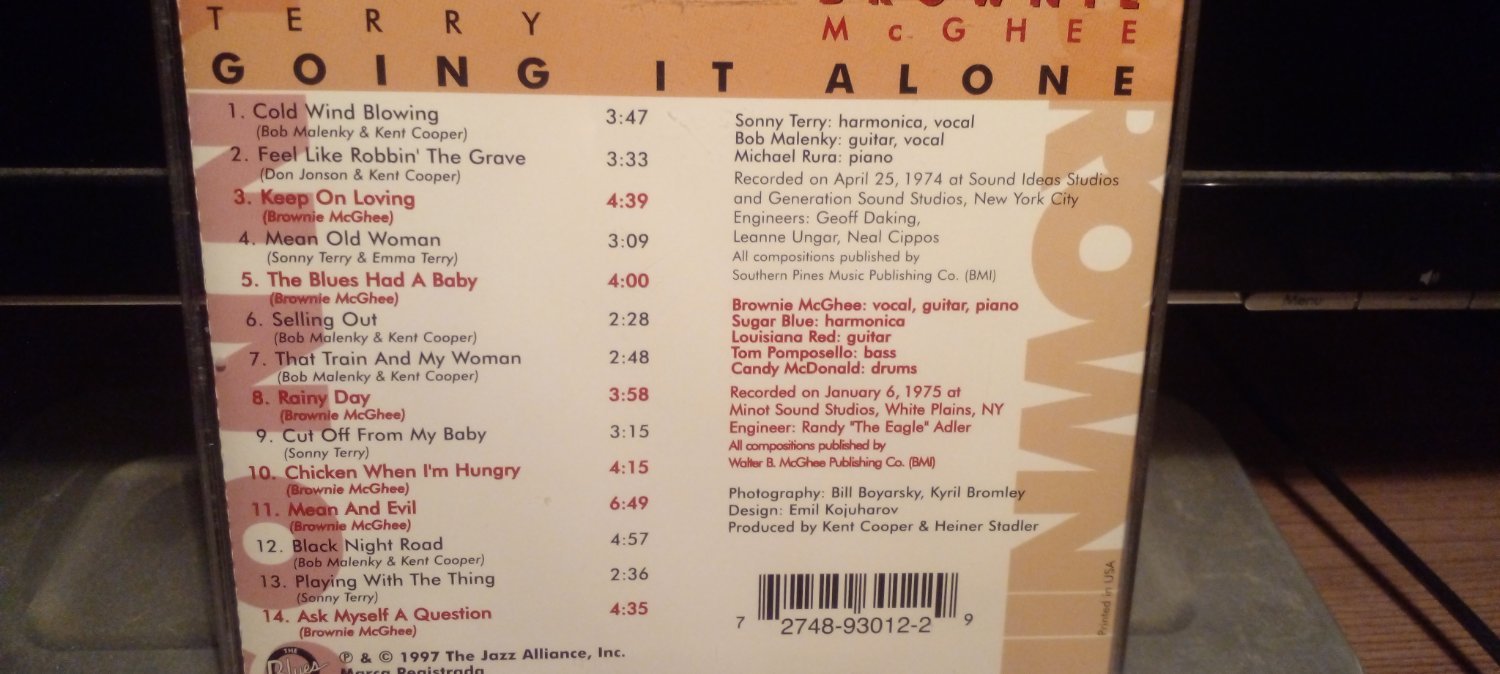 TERRY
BROWNIE
McGHEE
GOING IT ALONE
1. Cold Wind Blowing 3:47
(Bob Malenky & Kent Cooper)
2. Feel Like Robbin' The Grave 3:33
(Don Jonson & Kent Cooper)
3. Keep On Loving 4:39
(Brownie McGhee)
4. Mean Old Woman 3:09
(Sonny Terry & Emma Terry)
5. The Blues Had A Baby 4:00
(Brownie McGhee)
6. Selling Out 2:28
(Bob Malenky & Kent Cooper)
7. That Train And My Woman 2:48
(Bob Malenky & Kent Cooper)
8. Rainy Day 3:58
(Brownie McGhee)
9. Cut Off From My Baby 3:15
(Sonny Terry)
10. Chicken When I'm Hungry 4:15
(Brownie McGhee)
11. Mean And Evil 6:49
(Brownie McGhee)
12. Black Night Road 4:57
(Bob Malenky & Kent Cooper)
13. Playing With The Thing 2:36
(Sonny Terry)
14. Ask Myself A Question 4:35
(Brownie McGhee)
Sonny Terry: harmonica, vocal
Bob Malenky: guitar, vocal
Michael Rura: piano
Recorded on April 25, 1974 at Sound Ideas Studios
and Generation Sound Studios, New York City
Engineers: Geoff Daking,
Leanne Ungar, Neal Cippos
All compositions published by
Southern Pines Music Publishing Co. (BMI)
Brownie McGhee: vocal, guitar, piano
Sugar Blue: harmonica
Louisiana Red: guitar
Tom Pomposello: bass
Candy McDonald: drums
Recorded on January 6, 1975 at
Minot Sound Studios, White Plains, NY
Engineer: Randy "The Eagle" Adler
All compositions published by
Walter B. McGhee Publishing Co. (BMI)
Photography: Bill Boyarsky, Kyril Bromley
Design: Emil Kojuharov
Produced by Kent Cooper & Heiner Stadler
7 2748-93012-2 9
Printed in USA
THE
Blues
℗ & © 1997 The Jazz Alliance, Inc.
Marca Registrada
Menu